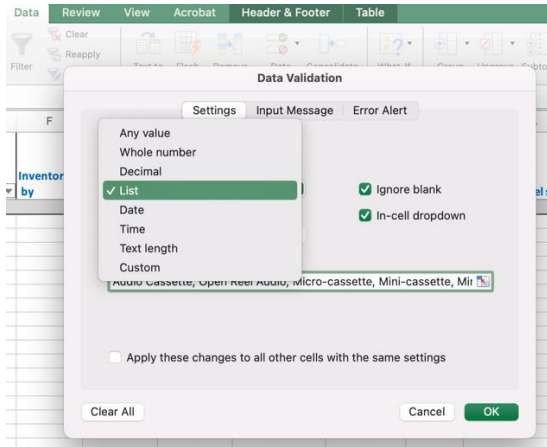 Data Review View Acrobat Header & Footer Table
Clear
Reapply
Filter
Data Validation
Settings Input Message Error Alert
F
Any value
Whole number
Decimal
✓ List
Date
Time
Text length
Custom
Inventor
by
Ignore blank
In-cell dropdown
Audio Cassette, Open Reel Audio, Micro-cassette, Mini-cassette, Mir
Apply these changes to all other cells with the same settings
Clear All Cancel OK